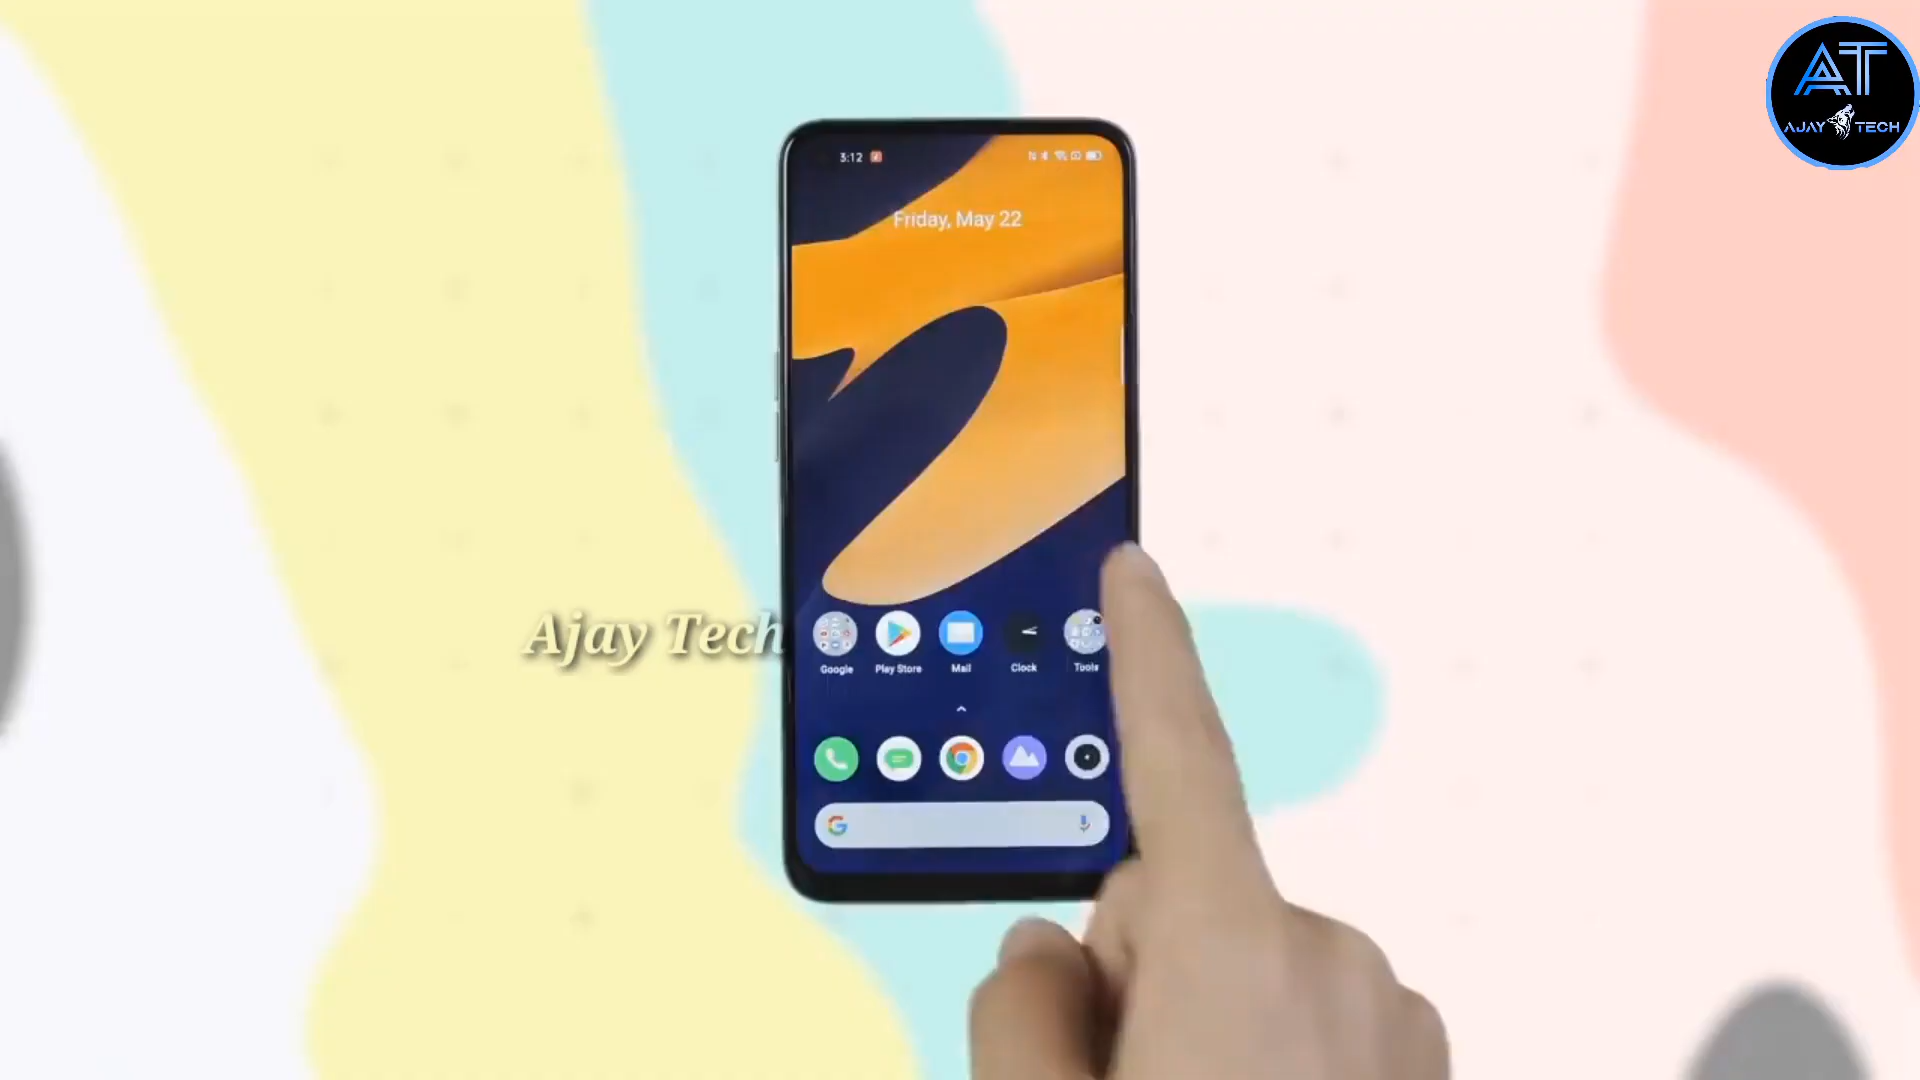 AT
AJAY TECH
3:12
Friday, May 22
Ajay Tech
Google Play Store Mail Clock Tools
G